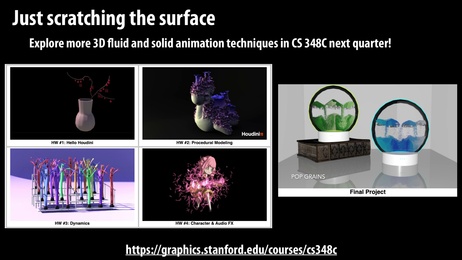 Just scratching the surface
Explore more 3D fluid and solid animation techniques in CS 348C next quarter!
HW #1: Hello Houdini
Houdini
HW #2: Procedural Modeling
HW #3: Dynamics
HW #4: Character & Audio FX
POP GRAINS
Final Project
https://graphics.stanford.edu/courses/cs348c